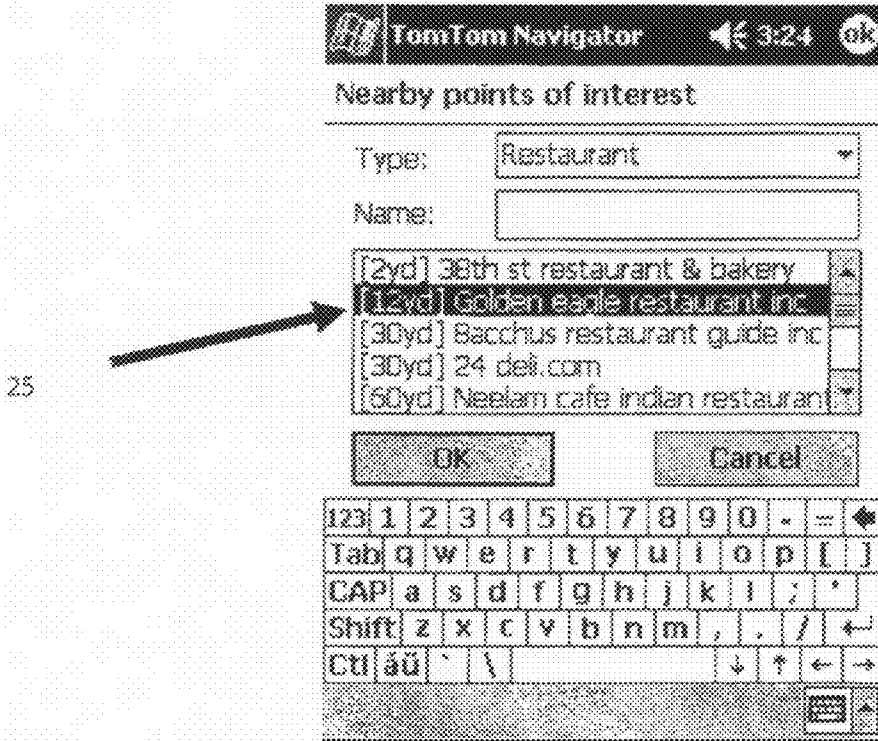 TomTom Navigator 3:24 ok
Nearby points of interest
Type: Restaurant
Name:
[2yd] 38th st restaurant & bakery
[12yd] Golden eagle restaurant inc
[30yd] Bacchus restaurant guide inc
[30yd] 24 deli.com
25
[60yd] Neelam cafe indian restauran
OK Cancel
123 1 2 3 4 5 6 7 8 9 0 - =
Tab q w e r t y u i o p [ ]
CAP a s d f g h j k l ; '
Shift z x c v b n m , . /
Ctl áü ` \